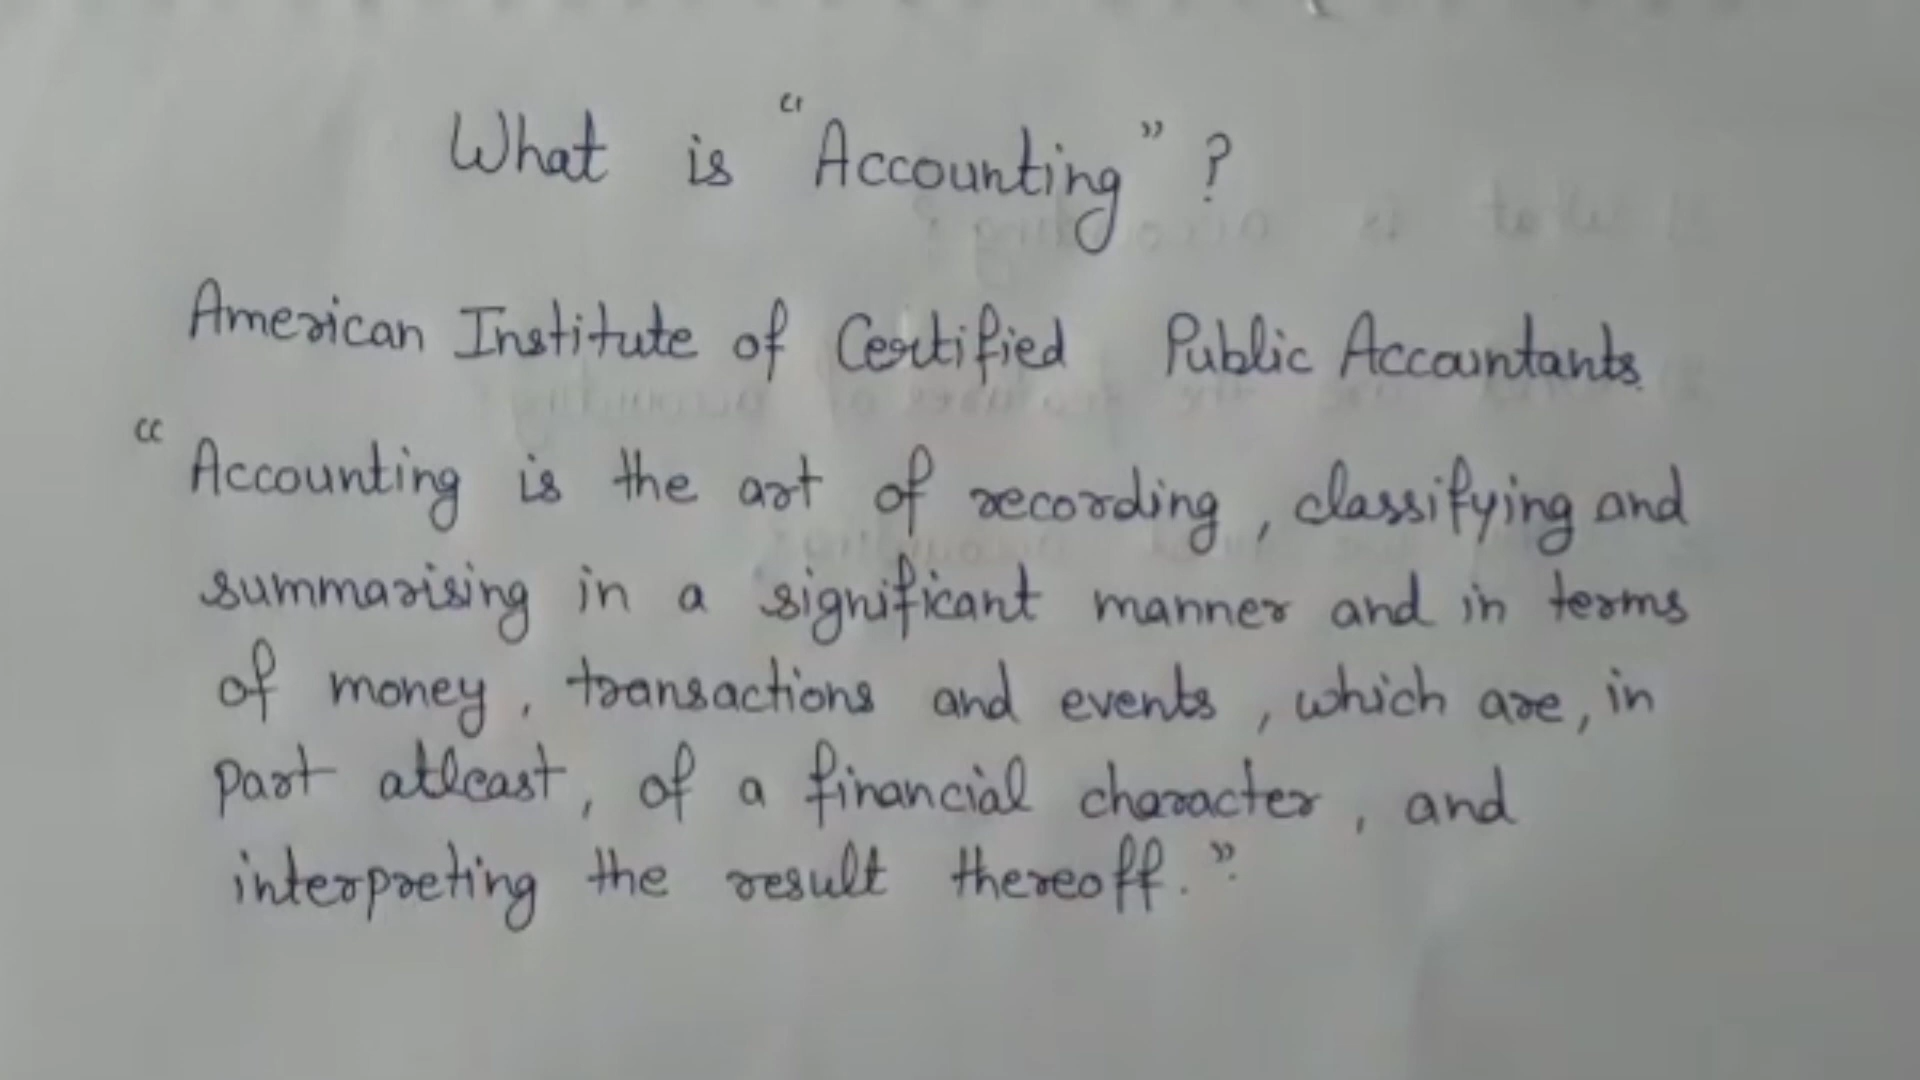 What is "Accounting" ?
American Institute of Certified Public Accountants.
"Accounting is the art of recording, classifying and
summarising in a significant manner and in terms
of money, transactions and events, which are, in
part atleast, of a financial character, and
interpreting the result thereoff."